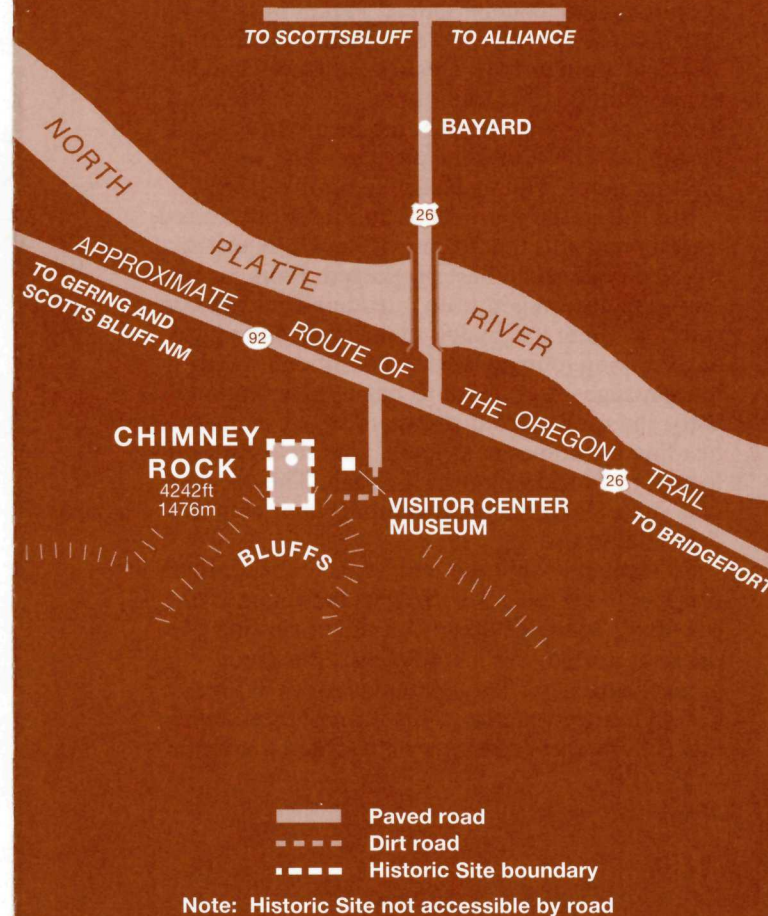 TO SCOTTSBLUFF
TO ALLIANCE
BAYARD
26
NORTH PLATTE RIVER
APPROXIMATE ROUTE OF THE OREGON TRAIL
TO GERING AND
SCOTTS BLUFF NM
92
26
TO BRIDGEPORT
CHIMNEY
ROCK
4242ft
1476m
VISITOR CENTER
MUSEUM
BLUFFS
Paved road
Dirt road
Historic Site boundary
Note: Historic Site not accessible by road